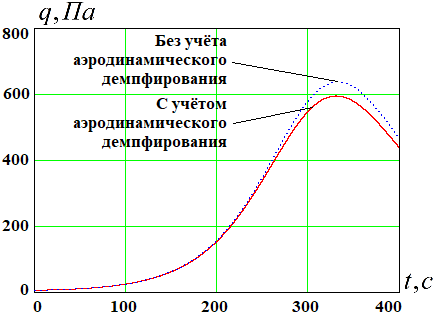 q,Па
800
Без учёта
аэродинамического
демпфирования
600
С учётом
аэродинамического
демпфирования
400
200
0
t,с
0 100 200 300 400